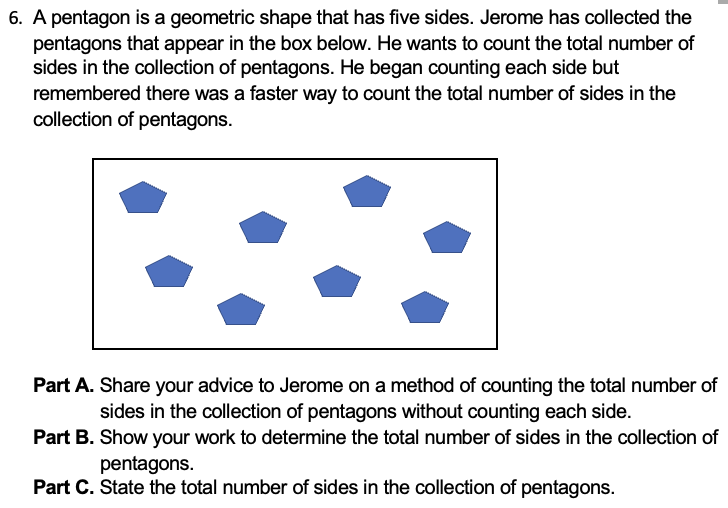 6. A pentagon is a geometric shape that has five sides. Jerome has collected the
pentagons that appear in the box below. He wants to count the total number of
sides in the collection of pentagons. He began counting each side but
remembered there was a faster way to count the total number of sides in the
collection of pentagons.
Part A. Share your advice to Jerome on a method of counting the total number of
sides in the collection of pentagons without counting each side.
Part B. Show your work to determine the total number of sides in the collection of
pentagons.
Part C. State the total number of sides in the collection of pentagons.